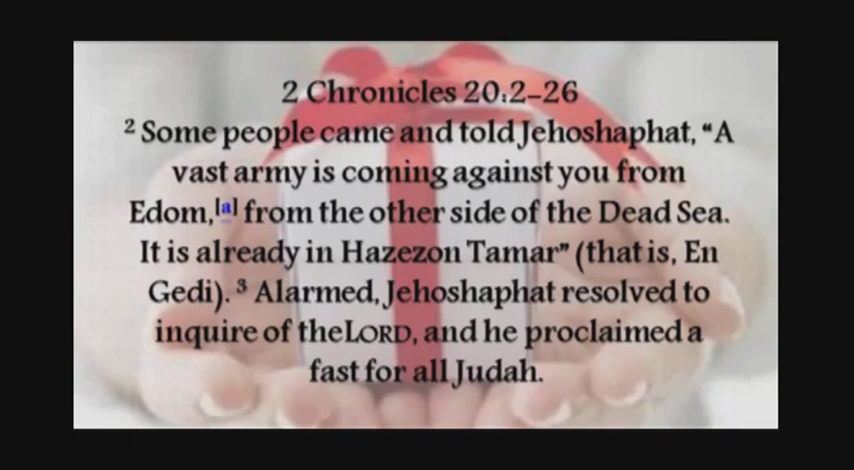 2 Chronicles 20:2–26
² Some people came and told Jehoshaphat, “A
vast army is coming against you from
Edom,[a] from the other side of the Dead Sea.
It is already in Hazezon Tamar” (that is, En
Gedi). ³ Alarmed, Jehoshaphat resolved to
inquire of theLORD, and he proclaimed a
fast for all Judah.